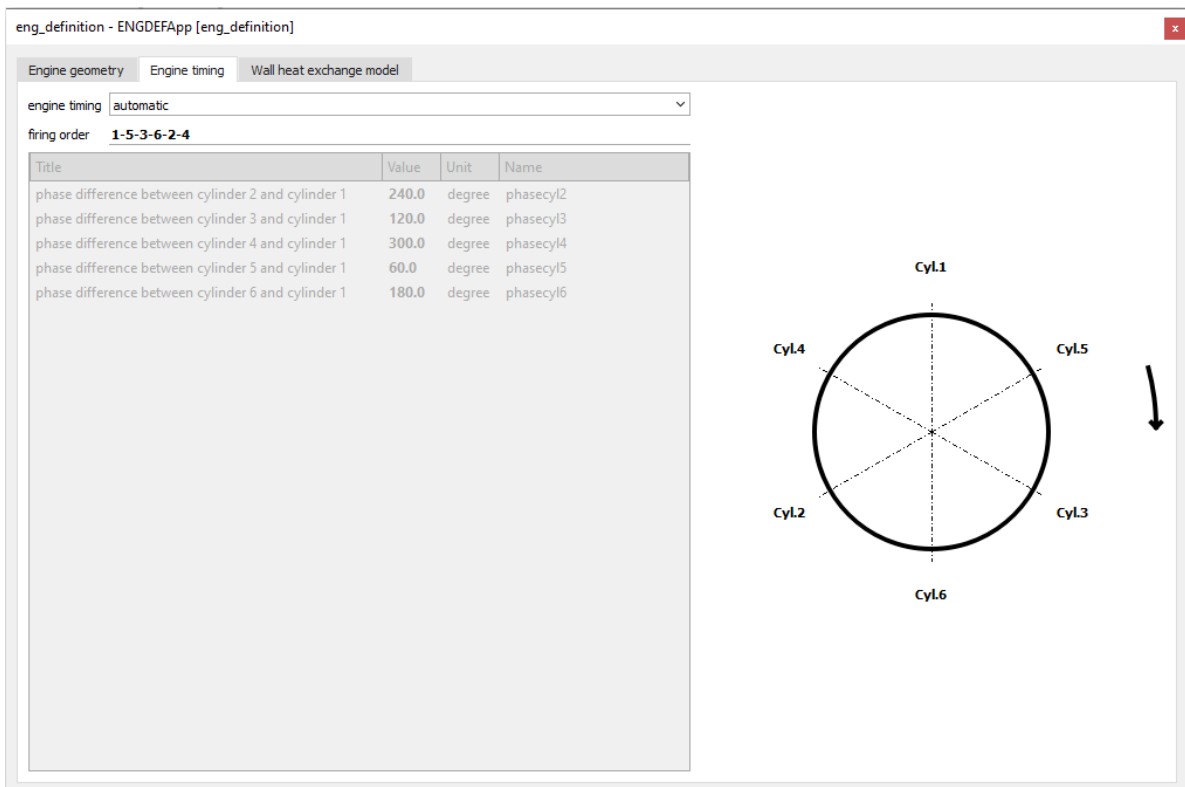 eng_definition - ENGDEFApp [eng_definition]
x
Engine geometry Engine timing Wall heat exchange model
engine timing automatic
firing order 1-5-3-6-2-4
Title Value Unit Name
phase difference between cylinder 2 and cylinder 1 240.0 degree phasecyl2
phase difference between cylinder 3 and cylinder 1 120.0 degree phasecyl3
phase difference between cylinder 4 and cylinder 1 300.0 degree phasecyl4
phase difference between cylinder 5 and cylinder 1 60.0 degree phasecyl5
phase difference between cylinder 6 and cylinder 1 180.0 degree phasecyl6
Cyl.1
Cyl.4 Cyl.5
Cyl.2 Cyl.3
Cyl.6